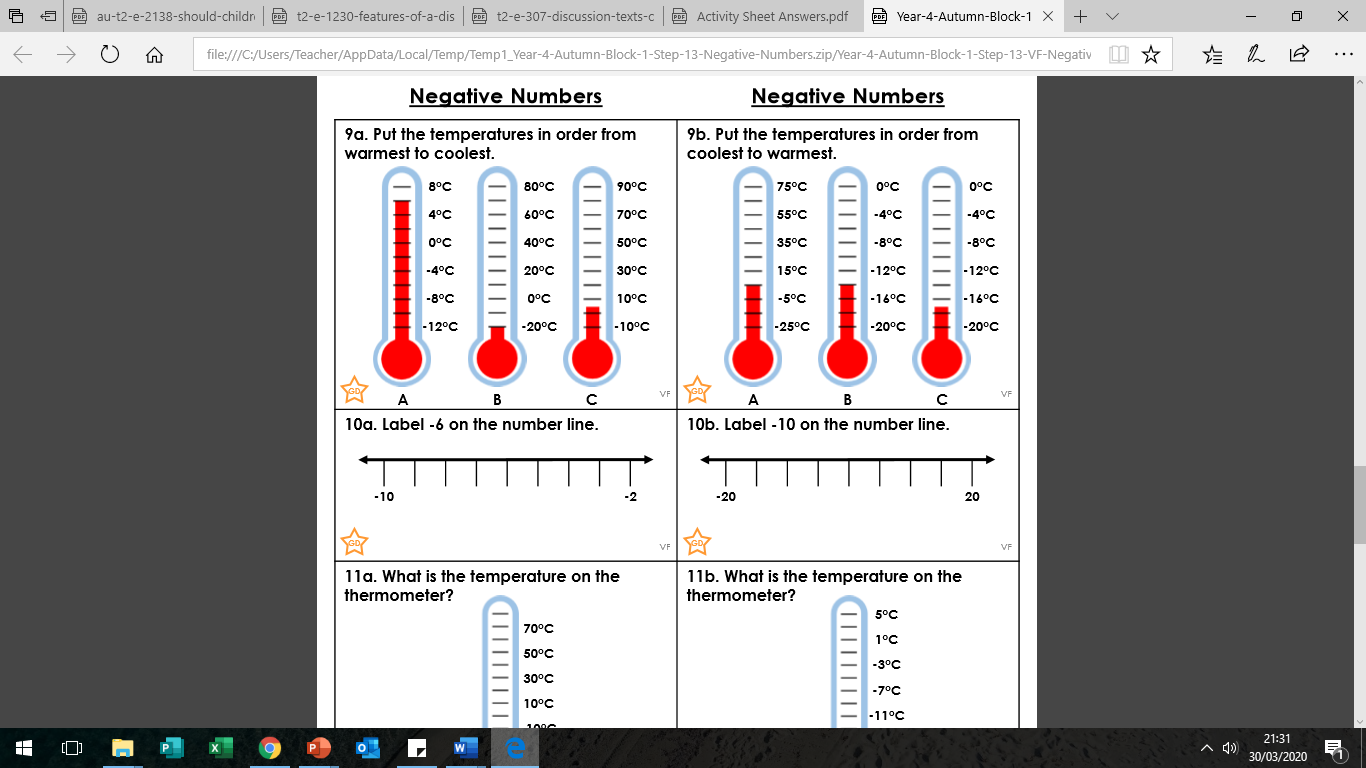 au-t2-e-2138-should-childr
t2-e-1230-features-of-a-dis
t2-e-307-discussion-texts-c
Activity Sheet Answers.pdf
Year-4-Autumn-Block-1
file:///C:/Users/Teacher/AppData/Local/Temp/Temp1_Year-4-Autumn-Block-1-Step-13-Negative-Numbers.zip/Year-4-Autumn-Block-1-Step-13-VF-Negativ
Negative Numbers
Negative Numbers
9a. Put the temperatures in order from
warmest to coolest.
8°C 80°C 90°C
4°C 60°C 70°C
0°C 40°C 50°C
-4°C 20°C 30°C
-8°C 0°C 10°C
-12°C -20°C -10°C
GD
A B C
VF
9b. Put the temperatures in order from
coolest to warmest.
75°C 0°C 0°C
55°C -4°C -4°C
35°C -8°C -8°C
15°C -12°C -12°C
-5°C -16°C -16°C
-25°C -20°C -20°C
GD
A B C
VF
10a. Label -6 on the number line.
-10 -2
GD
VF
10b. Label -10 on the number line.
-20 20
GD
VF
11a. What is the temperature on the
thermometer?
70°C
50°C
30°C
10°C
-10°C
11b. What is the temperature on the
thermometer?
5°C
1°C
-3°C
-7°C
-11°C
21:31
30/03/2020
1